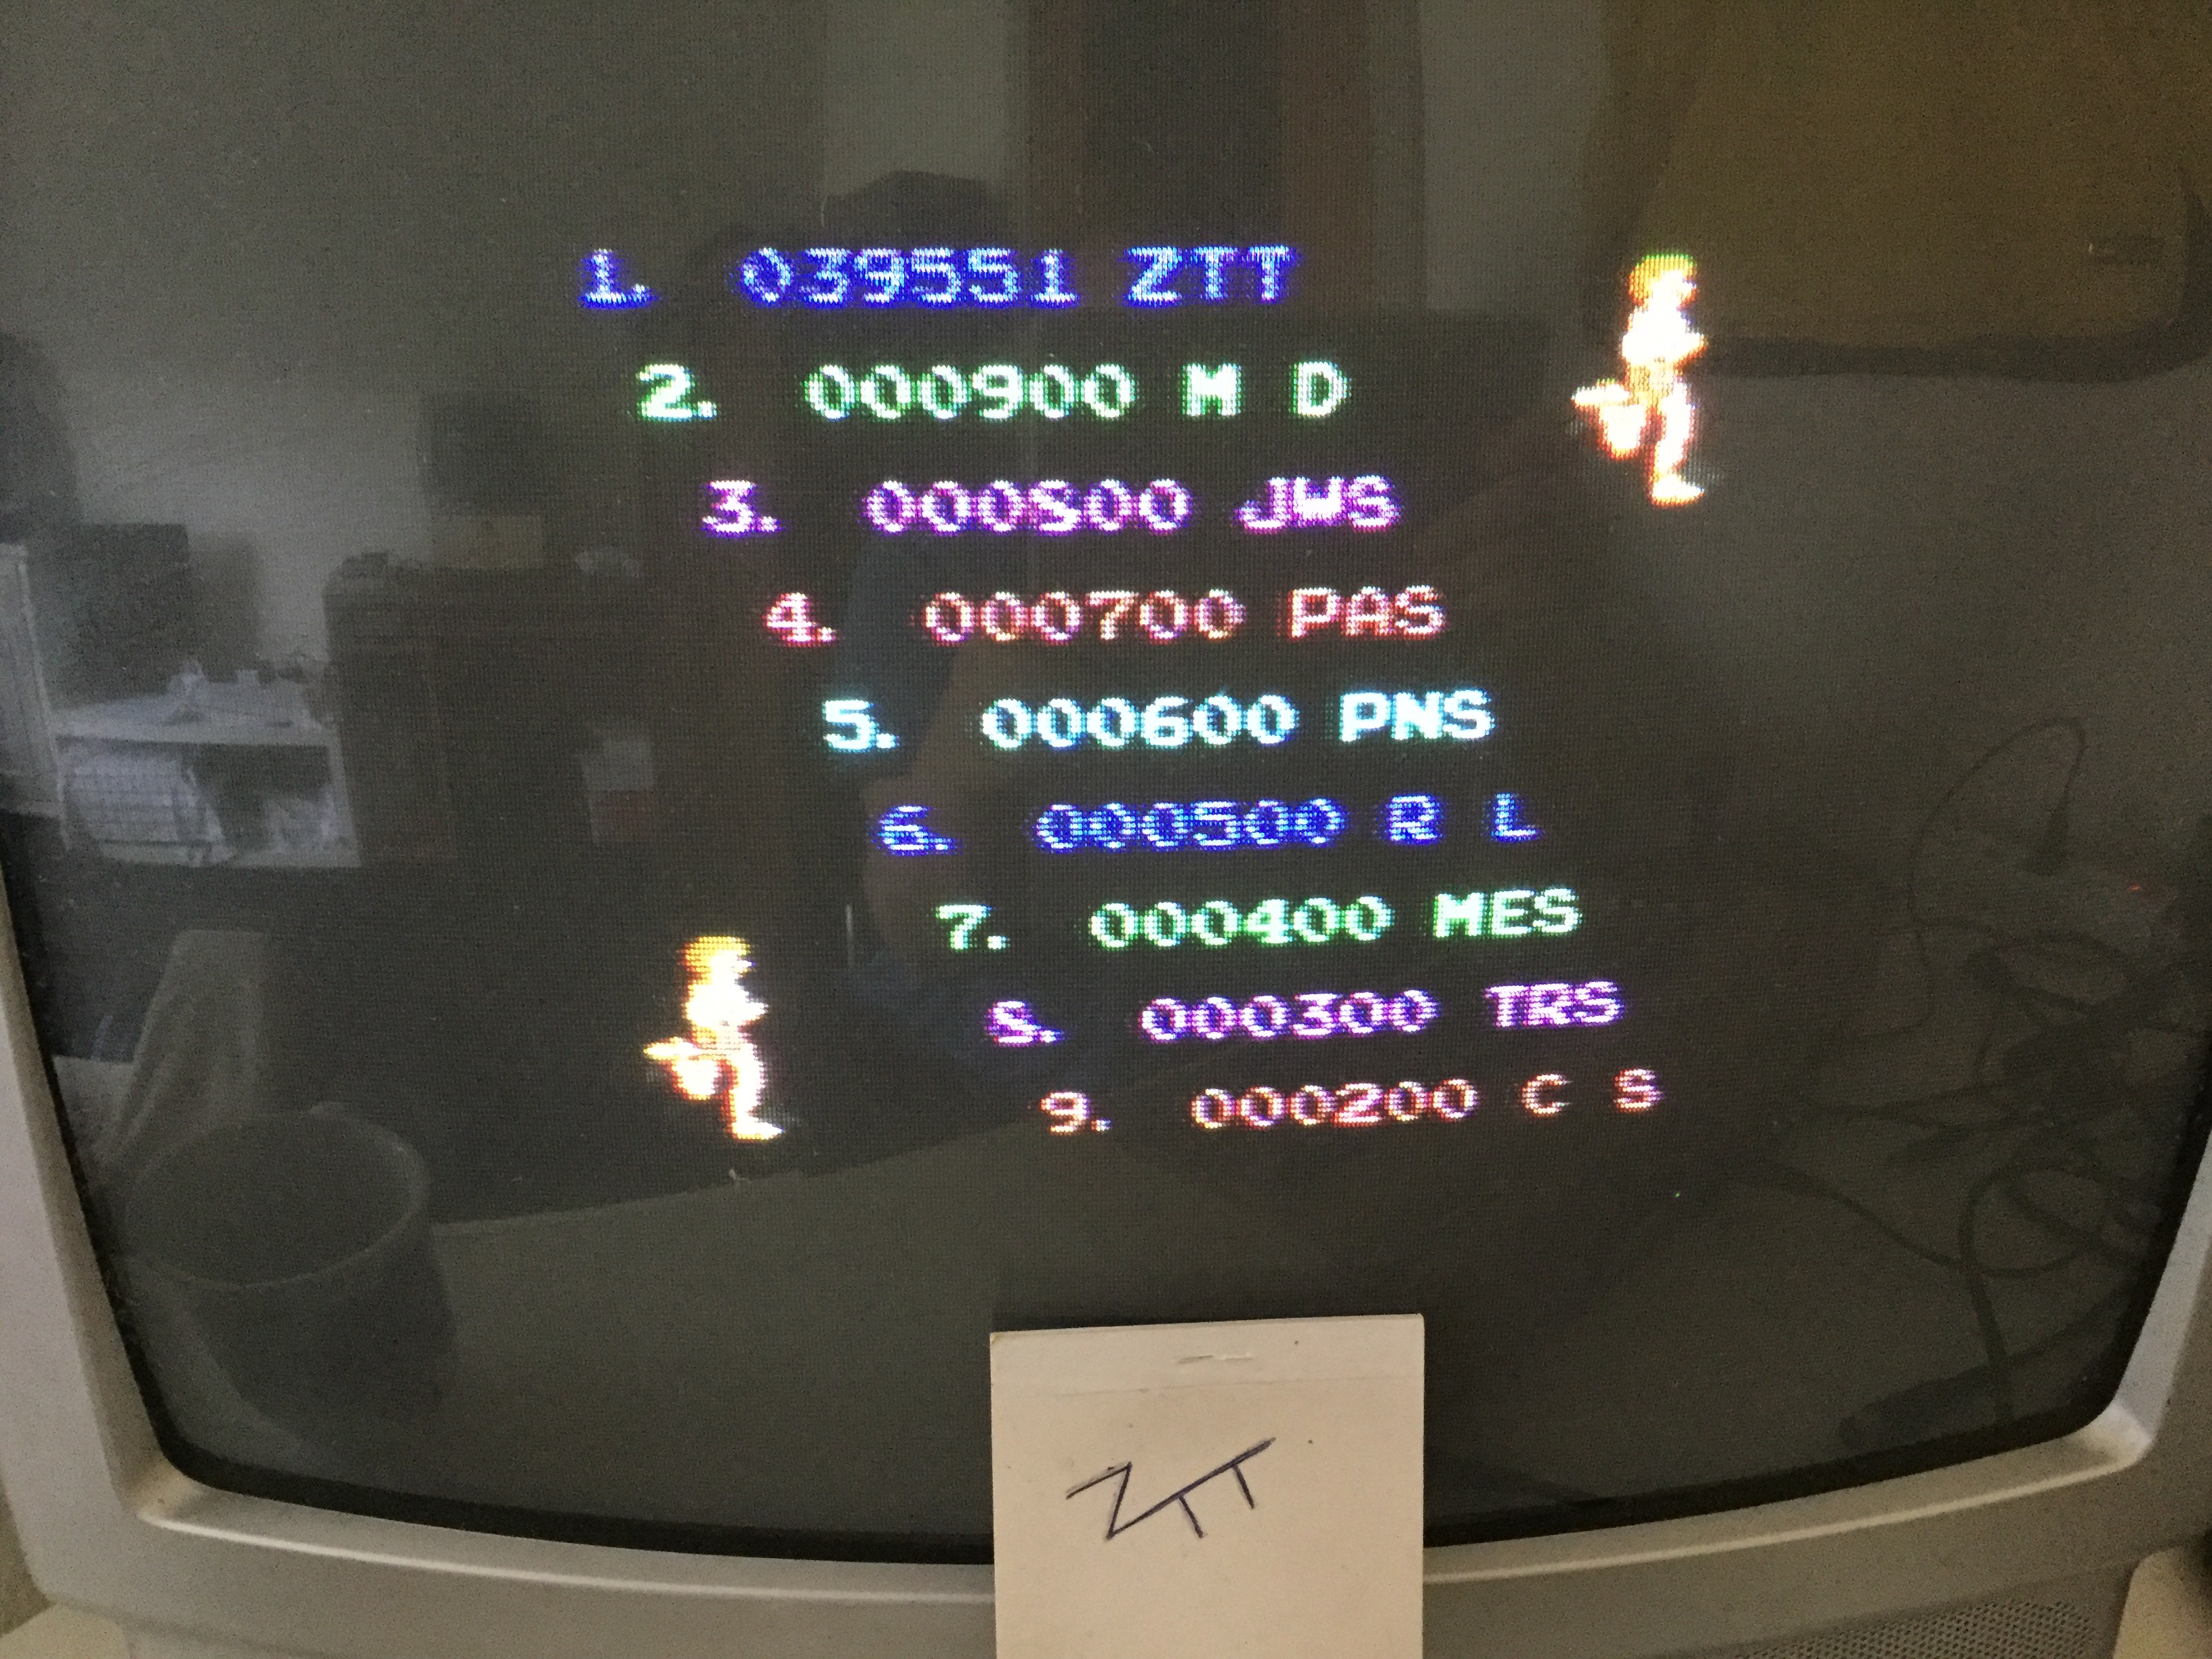 1. 039551 ZTT
2. 000900 M D
3. 000800 JWS
4. 000700 PAS
5. 000600 PNS
6. 000500 R L
7. 000400 MES
8. 000300 TRS
9. 000200 C S
ZTT